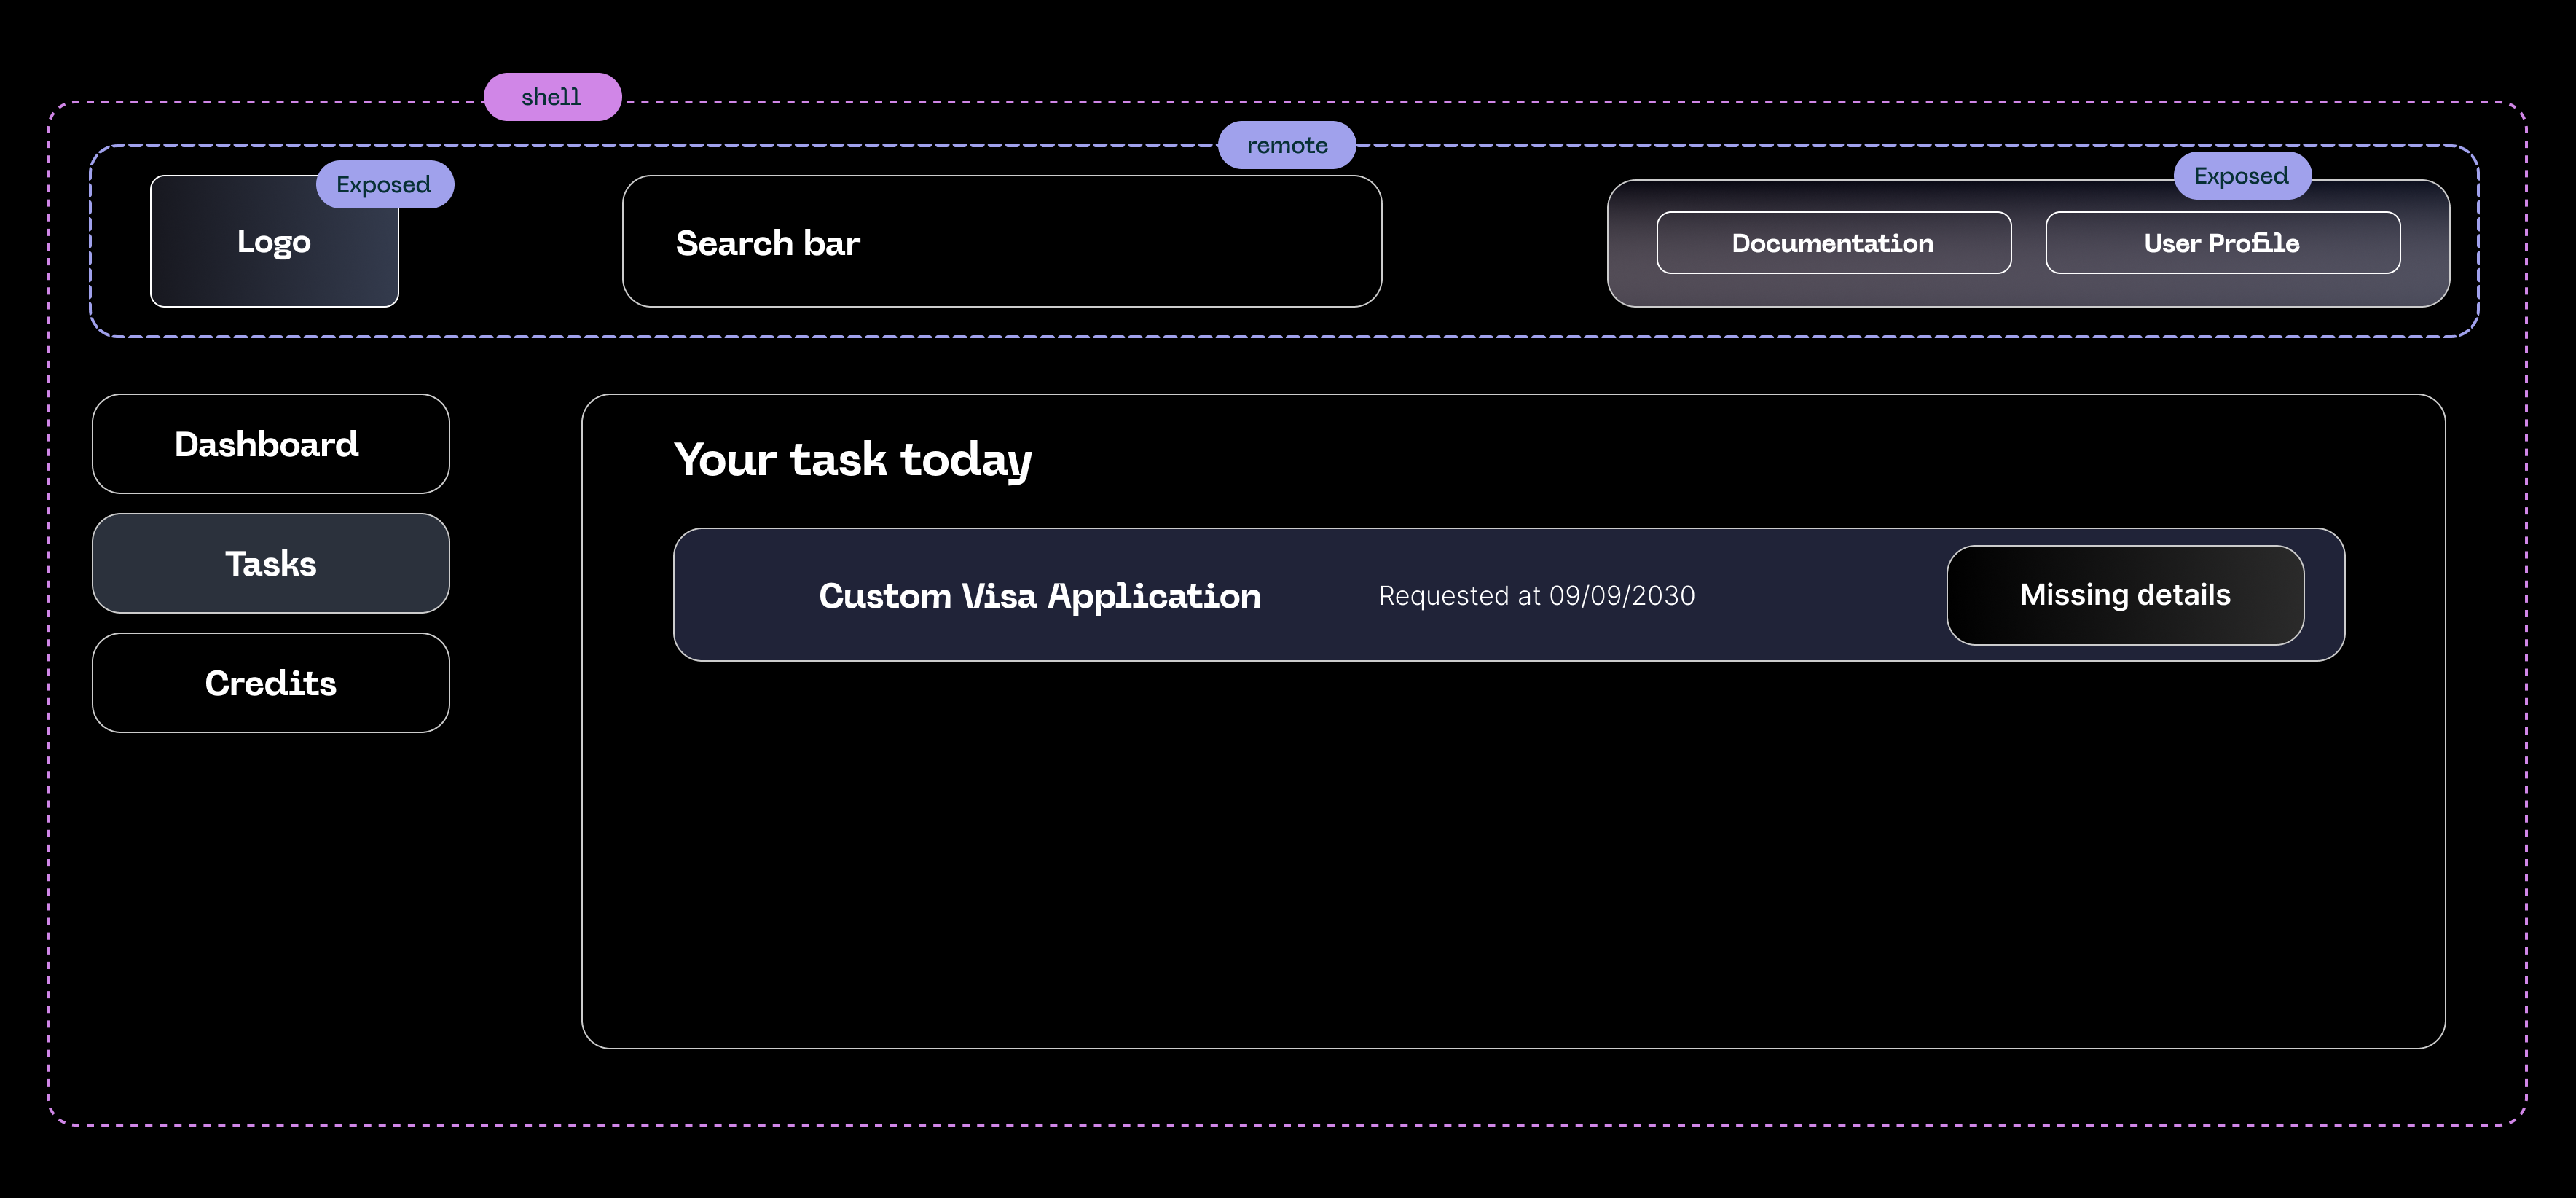 shell
remote
Exposed
Logo
Search bar
Exposed
Documentation
User Profile
Dashboard
Tasks
Credits
Your task today
Custom Visa Application
Requested at 09/09/2030
Missing details